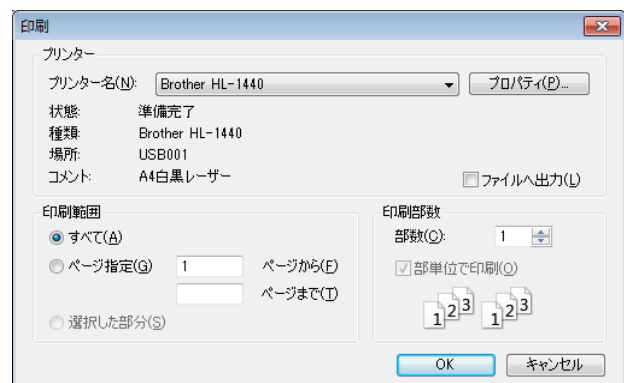 印刷
プリンター
プリンター名(N): Brother HL-1440 プロパティ(P)...
状態: 準備完了
種類: Brother HL-1440
場所: USB001
コメント: A4白黒レーザー ファイルへ出力(L)
印刷範囲
すべて(A)
ページ指定(G) 1 ページから(F)
ページまで(T)
選択した部分(S)
印刷部数
部数(C): 1
部単位で印刷(O)
1 2 3 1 2 3
OK キャンセル